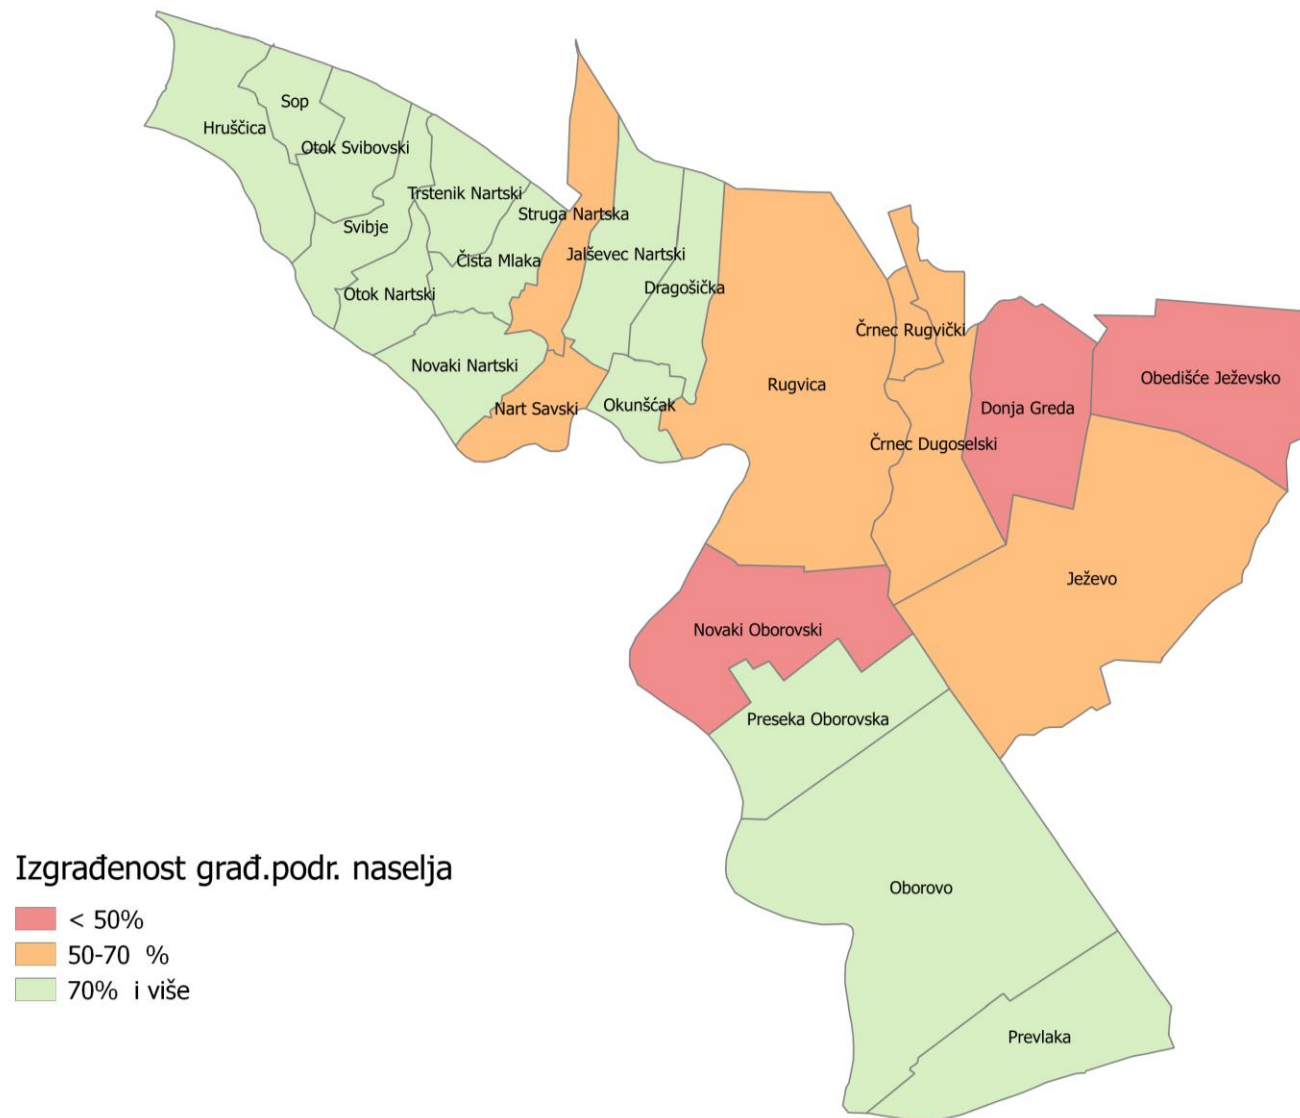 Sop
Hruščica
Otok Svibovski
Trstenik Nartski
Struga Nartska
Svibje
Jalševec Nartski
Čista Mlaka
Dragošička
Otok Nartski
Črnec Rugvički
Novaki Nartski
Obedišće Ježevsko
Rugvica
Okunšćak
Nart Savski
Donja Greda
Črnec Dugoselski
Ježevo
Novaki Oborovski
Preseka Oborovska
Oborovo
Prevlaka
Izgrađenost građ.podr. naselja
< 50%
50-70 %
70% i više